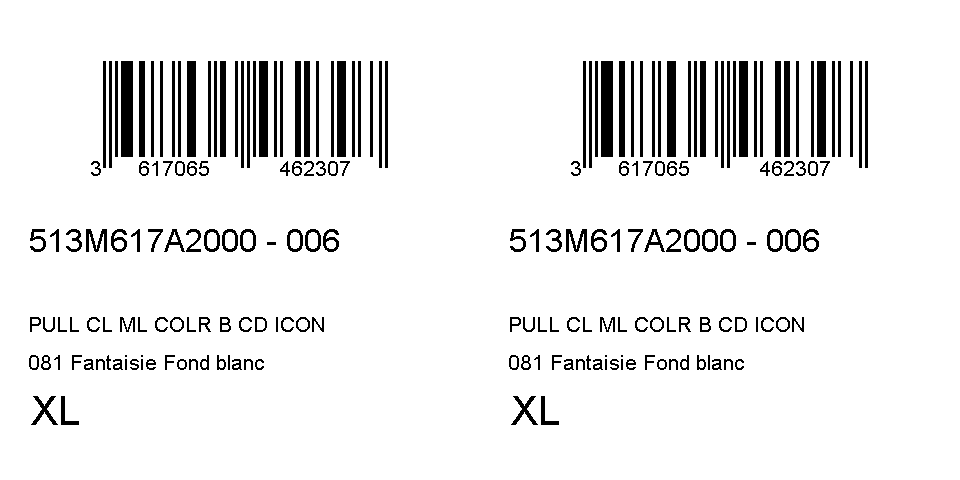 3 617065 462307
513M617A2000 - 006
PULL CL ML COLR B CD ICON
081 Fantaisie Fond blanc
XL
3 617065 462307
513M617A2000 - 006
PULL CL ML COLR B CD ICON
081 Fantaisie Fond blanc
XL